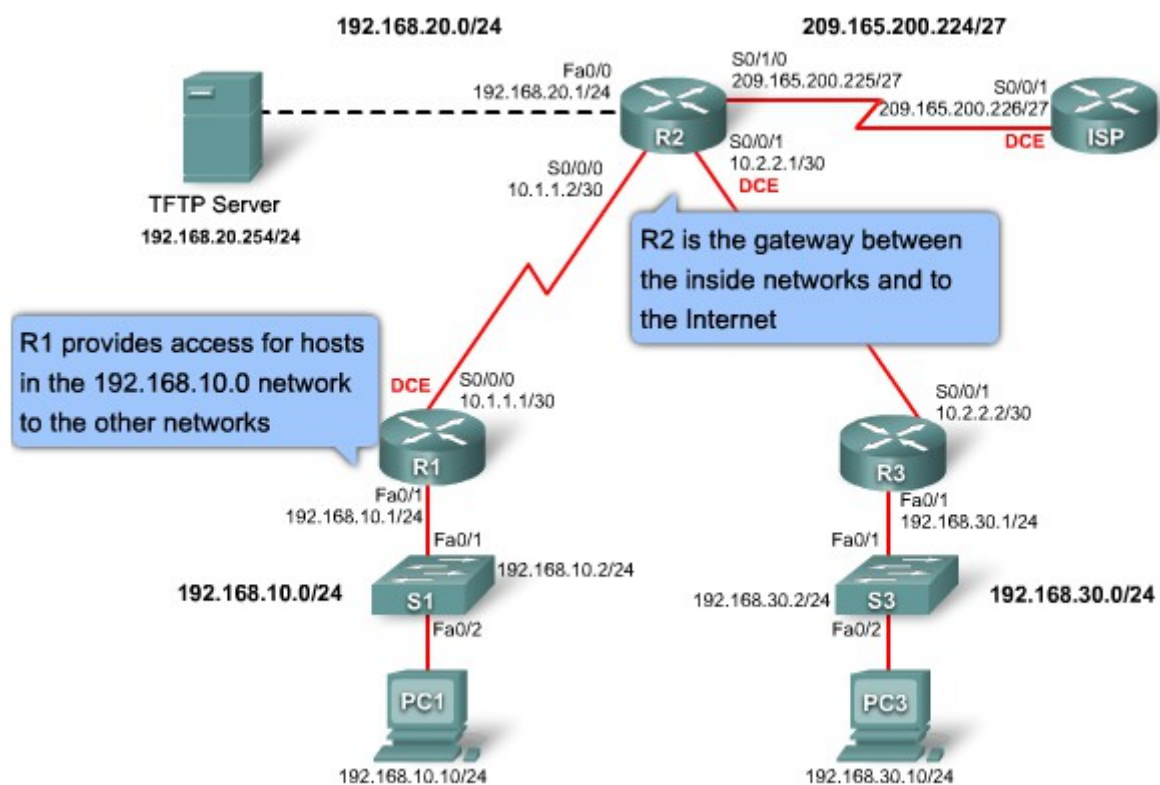 192.168.20.0/24
209.165.200.224/27
Fa0/0
192.168.20.1/24
S0/1/0
209.165.200.225/27
S0/0/1
209.165.200.226/27
R2
ISP
DCE
S0/0/1
10.2.2.1/30
DCE
S0/0/0
10.1.1.2/30
TFTP Server
192.168.20.254/24
R2 is the gateway between
the inside networks and to
the Internet
R1 provides access for hosts
in the 192.168.10.0 network
to the other networks
DCE
S0/0/0
10.1.1.1/30
S0/0/1
10.2.2.2/30
R1
R3
Fa0/1
192.168.10.1/24
Fa0/1
192.168.30.1/24
Fa0/1
192.168.10.2/24
Fa0/1
192.168.10.0/24
S1
192.168.30.2/24
S3
192.168.30.0/24
Fa0/2
Fa0/2
PC1
PC3
192.168.10.10/24
192.168.30.10/24